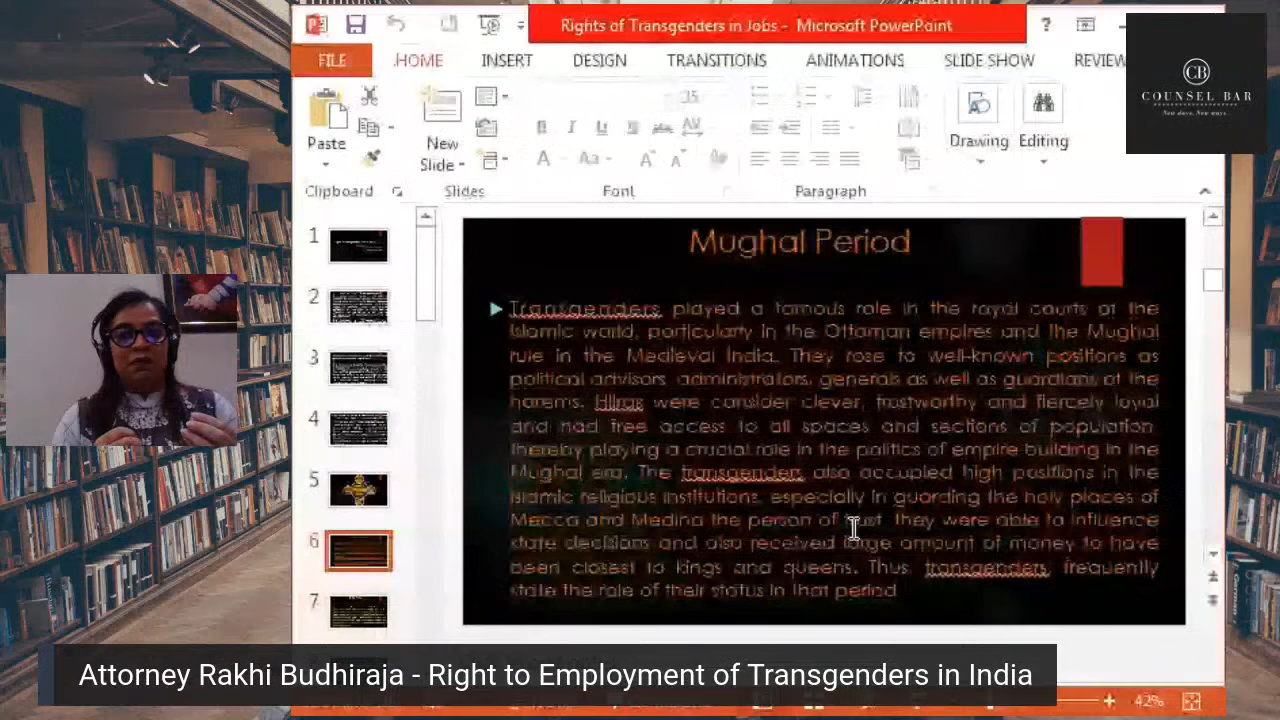 Rights of Transgenders in Jobs - Microsoft PowerPoint
?
FILE
HOME
INSERT
DESIGN
TRANSITIONS
ANIMATIONS
SLIDE SHOW
REVIEW
CB
COUNSEL BAR
Paste
New
Slide
Drawing
Editing
Clipboard
Slides
Font
Paragraph
1
2
3
4
5
6
7
Mughal Period
Transgenders played a famous role in the royal courts of the
Islamic world, particularly in the Ottoman empires and the Mughal
rule in the Medieval India. They rose to well-known positions as
political advisors, administrators, generals as well as guardians of the
harems. Hijras were consider clever, trustworthy and fiercely loyal
and had free access to all spaces and sections of population,
thereby playing a crucial role in the politics of empire building in the
Mughal era. The transgenders also occupied high positions in the
Islamic religious institutions, especially in guarding the holy places of
Mecca and Medina the person of trust, they were able to influence
state decisions and also received large amount of money to have
been closest to kings and queens. Thus, transgenders frequently
state the role of their status in that period
Attorney Rakhi Budhiraja - Right to Employment of Transgenders in India
42%